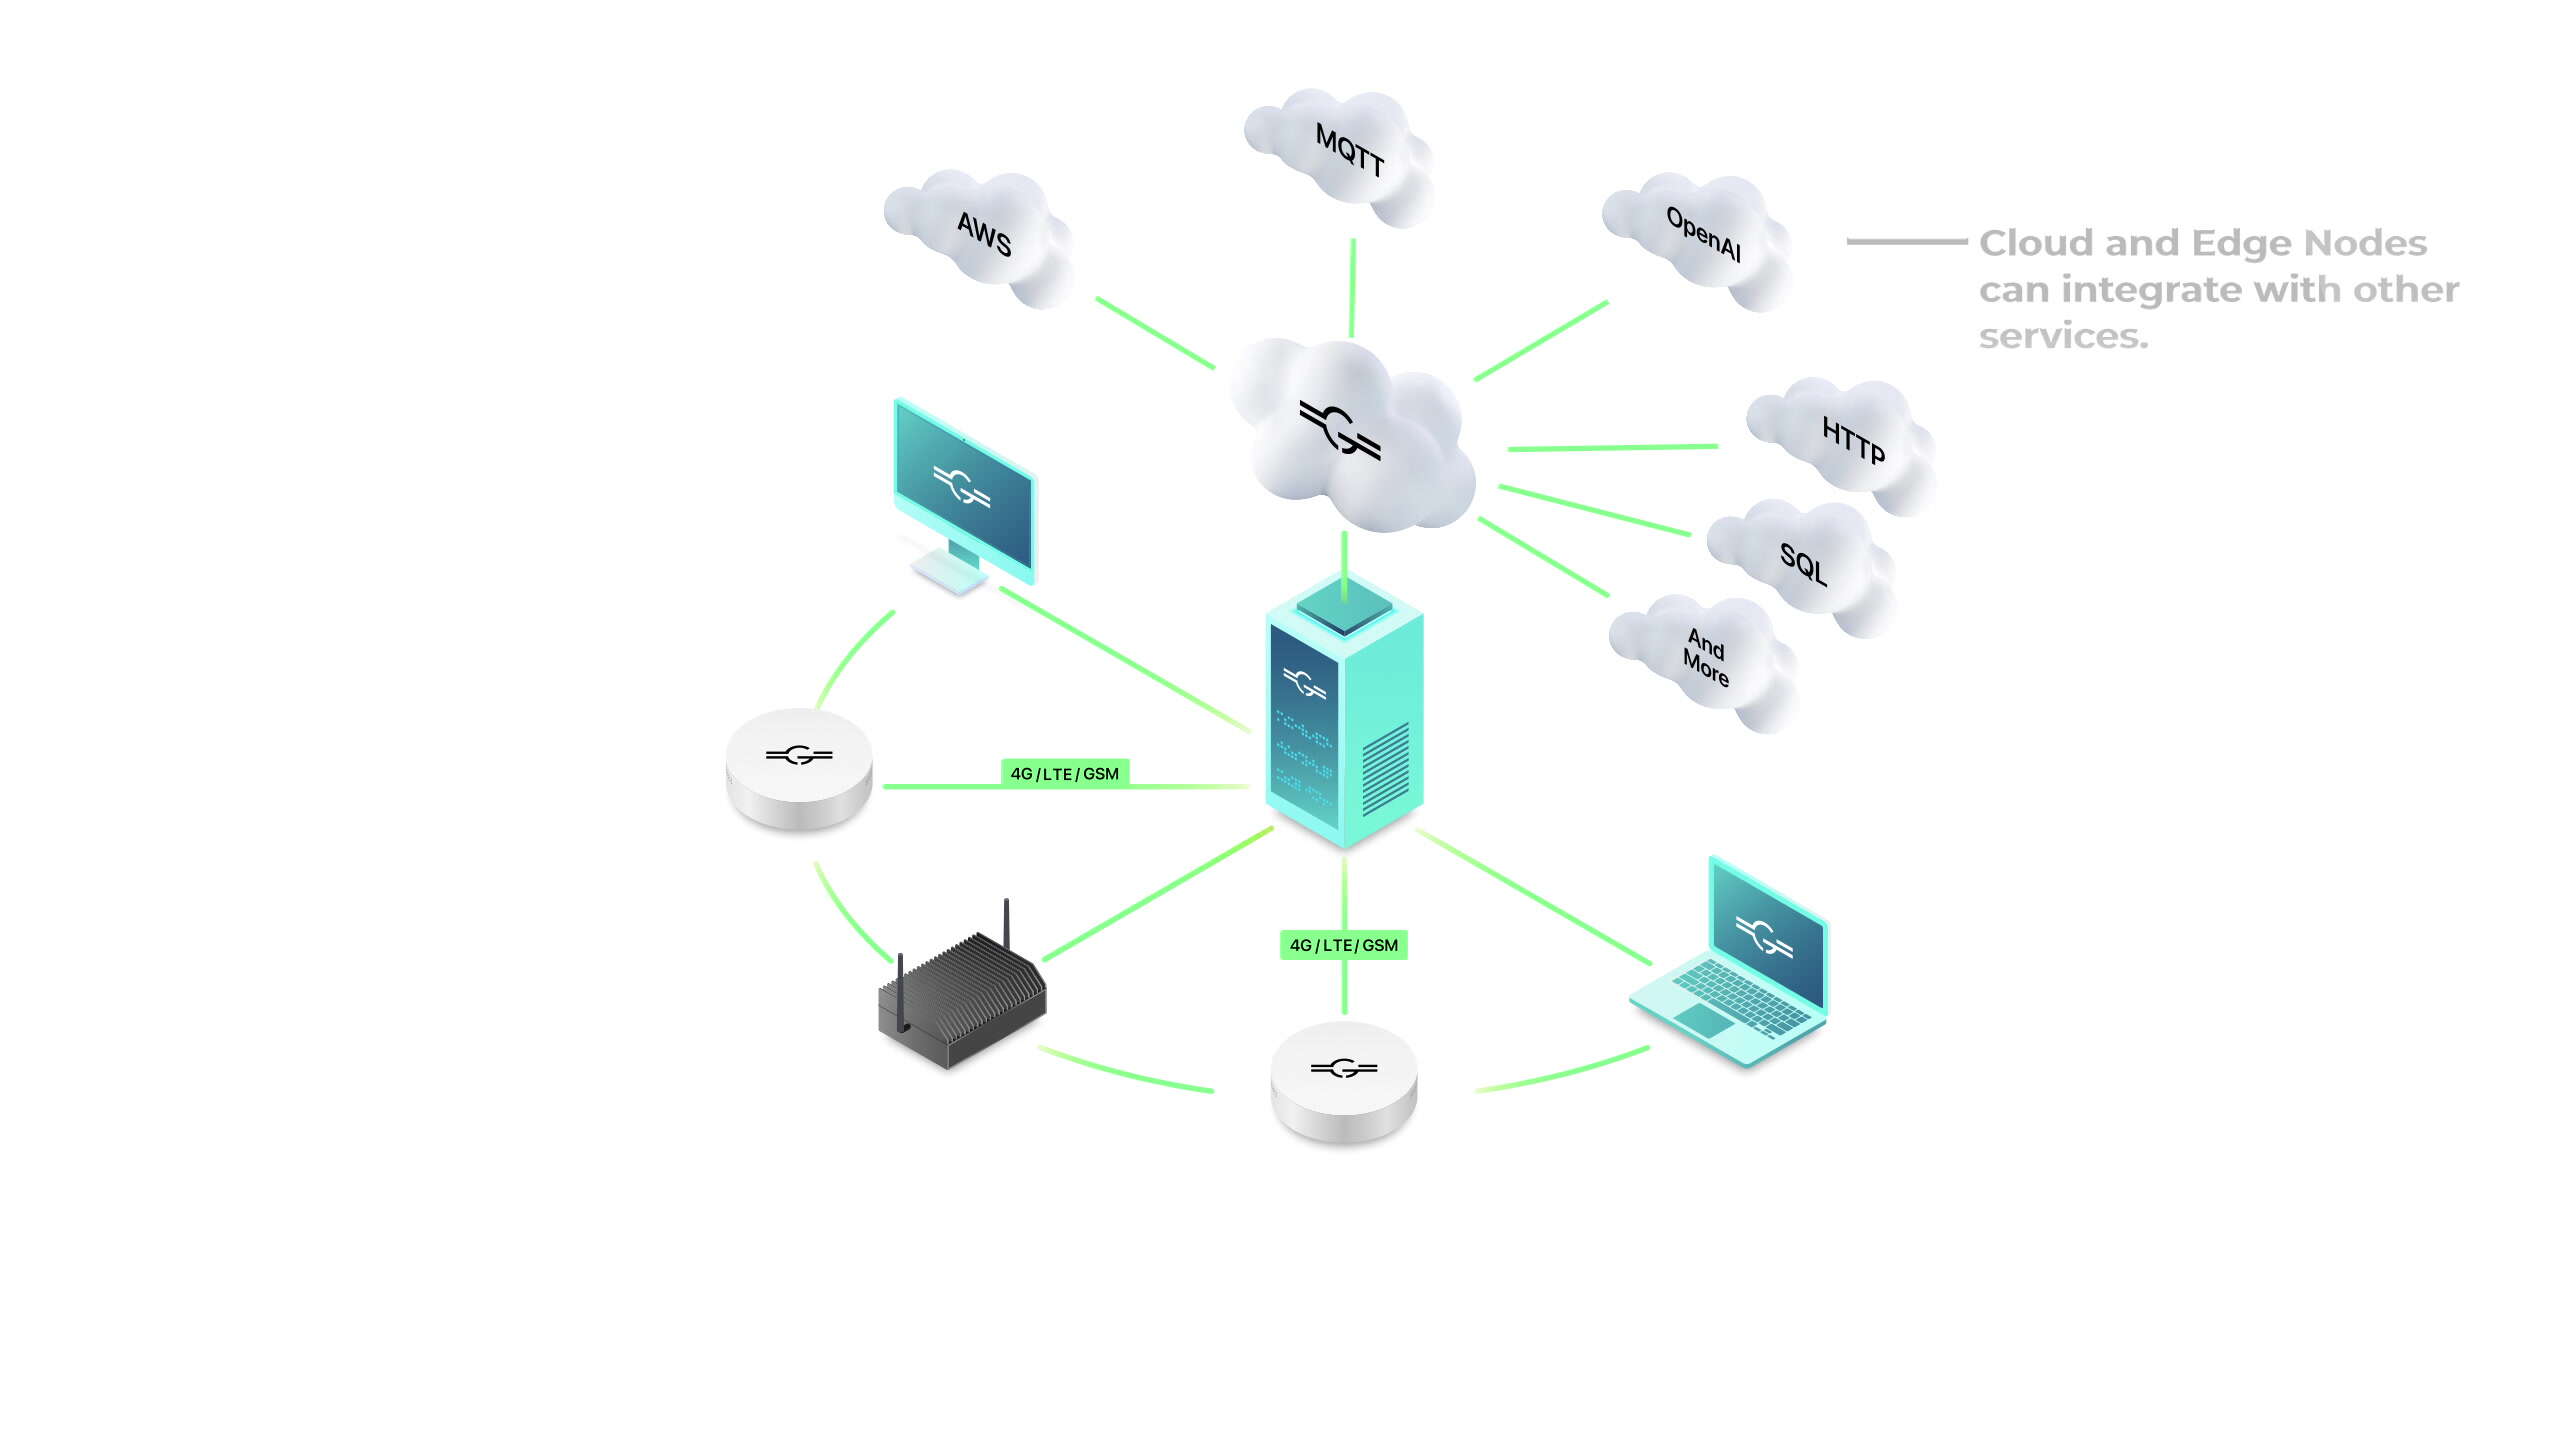 MQTT
AWS
OpenAI
Cloud and Edge Nodes
can integrate with other
services.
HTTP
SQL
And
More
4G/LTE/GSM
4G/LTE/GSM